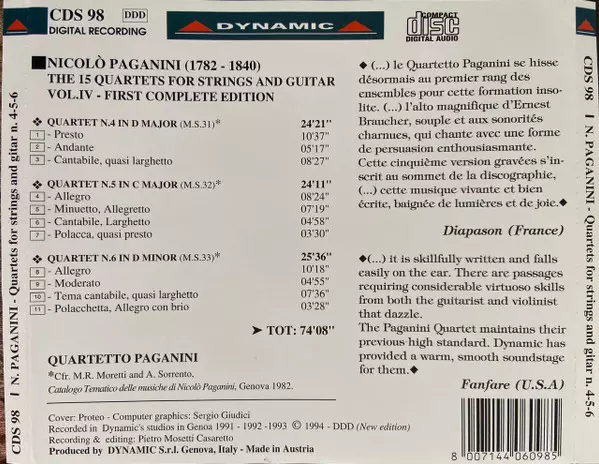 CDS 98 DDD
DIGITAL RECORDING
DYNAMIC
COMPACT
disc
DIGITAL AUDIO
NICOLÒ PAGANINI (1782 - 1840)
THE 15 QUARTETS FOR STRINGS AND GUITAR
VOL.IV - FIRST COMPLETE EDITION
❖ QUARTET N.4 IN D MAJOR (M.S.31)* 24'21"
1 - Presto 10'37"
2 - Andante 05'17"
3 - Cantabile, quasi larghetto 08'27"
❖ QUARTET N.5 IN C MAJOR (M.S.32)* 24'11"
4 - Allegro 08'24"
5 - Minuetto, Allegretto 07'19"
6 - Cantabile, Larghetto 04'58"
7 - Polacca, quasi presto 03'30"
❖ QUARTET N.6 IN D MINOR (M.S.33)* 25'36"
8 - Allegro 10'18"
9 - Moderato 04'55"
10 - Tema cantabile, quasi larghetto 07'36"
11 - Polacchetta, Allegro con brio 03'28"
➤ TOT: 74'08"
QUARTETTO PAGANINI
*Cfr. M.R. Moretti and A. Sorrento,
Catalogo Tematico delle musiche di Nicolò Paganini, Genova 1982.
◆ (...) le Quartetto Paganini se hisse
désormais au premier rang des
ensembles pour cette formation inso-
lite. (...) l'alto magnifique d'Ernest
Braucher, souple et aux sonorités
charnues, qui chante avec une forme
de persuasion enthousiasmante.
Cette cinquième version gravées s'in-
scrit au sommet de la discographie,
(...) cette musique vivante et bien
écrite, baignée de lumières et de joie.◆
Diapason (France)
◆(...) it is skillfully written and falls
easily on the ear. There are passages
requiring considerable virtuoso skills
from both the guitarist and violinist
that dazzle.
The Paganini Quartet maintains their
previous high standard. Dynamic has
provided a warm, smooth soundstage
for them.◆
Fanfare (U.S.A)
Cover: Proteo - Computer graphics: Sergio Giudici
Recorded in Dynamic's studios in Genoa 1991 - 1992 -1993 © 1994 - DDD (New edition)
Recording & editing: Pietro Mosetti Casaretto
Produced by DYNAMIC S.r.l. Genova, Italy - Made in Austria
8 007144 060985
CDS 98 I N. PAGANINI - Quartets for strings and gitar n. 4-5-6
CDS 98 I N. PAGANINI - Quartets for strings and gitar n. 4-5-6